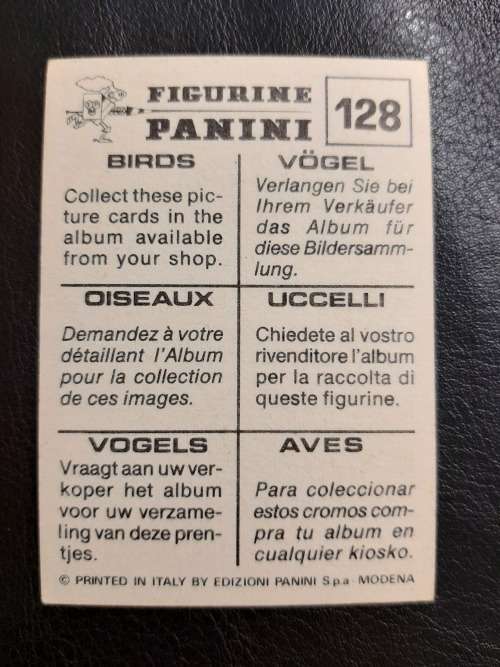 FIGURINE
PANINI
128
BIRDS
Collect these pic-
ture cards in the
album available
from your shop.
VÖGEL
Verlangen Sie bei
Ihrem Verkäufer
das Album für
diese Bildersamm-
lung.
OISEAUX
Demandez à votre
détaillant l'Album
pour la collection
de ces images.
UCCELLI
Chiedete al vostro
rivenditore l'album
per la raccolta di
queste figurine.
VOGELS
Vraagt aan uw ver-
koper het album
voor uw verzame-
ling van deze pren-
tjes.
AVES
Para coleccionar
estos cromos com-
pra tu album en
cualquier kiosko.
© PRINTED IN ITALY BY EDIZIONI PANINI S.p.a - MODENA